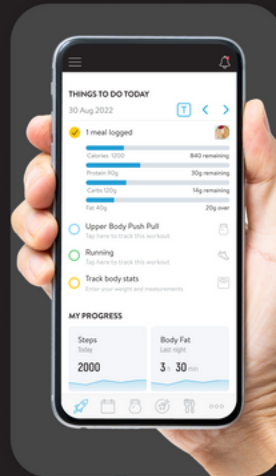 THINGS TO DO TODAY
30 Aug 2022
T
1 meal logged
Calories 1200 840 remaining
Protein 90g 30g remaining
Carbs 120g 14g remaining
Fat 40g 20g over
Upper Body Push Pull
Tap here to track this workout
Running
Tap here to track this workout
Track body stats
Enter your weight and measurements
MY PROGRESS
Steps
Today
2000
Body Fat
Last night
3 h 30 min